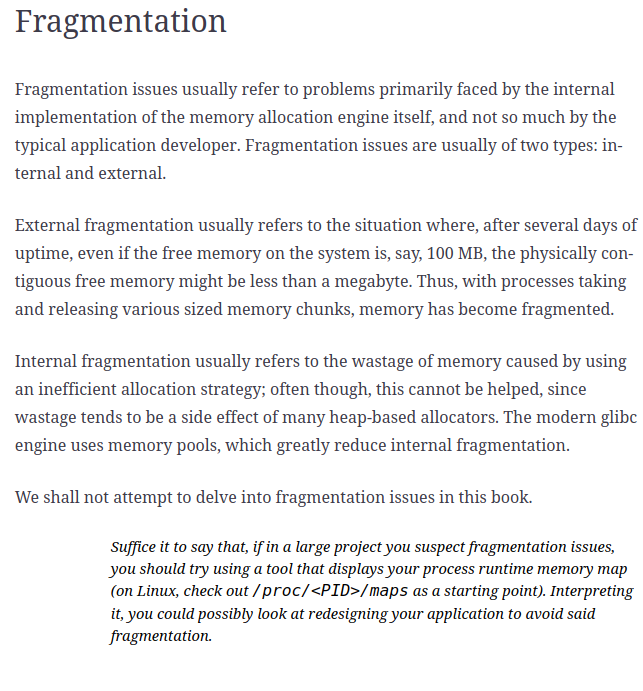 Fragmentation
Fragmentation issues usually refer to problems primarily faced by the internal
implementation of the memory allocation engine itself, and not so much by the
typical application developer. Fragmentation issues are usually of two types: in-
ternal and external.
External fragmentation usually refers to the situation where, after several days of
uptime, even if the free memory on the system is, say, 100 MB, the physically con-
tiguous free memory might be less than a megabyte. Thus, with processes taking
and releasing various sized memory chunks, memory has become fragmented.
Internal fragmentation usually refers to the wastage of memory caused by using
an inefficient allocation strategy; often though, this cannot be helped, since
wastage tends to be a side effect of many heap-based allocators. The modern glibc
engine uses memory pools, which greatly reduce internal fragmentation.
We shall not attempt to delve into fragmentation issues in this book.
Suffice it to say that, if in a large project you suspect fragmentation issues,
you should try using a tool that displays your process runtime memory map
(on Linux, check out /proc/<PID>/maps as a starting point). Interpreting
it, you could possibly look at redesigning your application to avoid said
fragmentation.